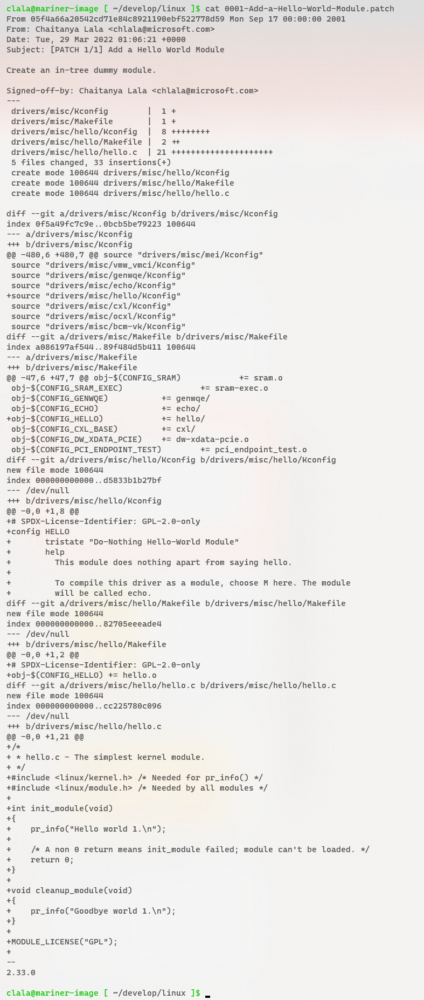 clala@mariner-image [ ~/develop/linux ]$ cat 0001-Add-a-Hello-World-Module.patch
From 05f4a66a20542cd71e84c8921190ebf522778d59 Mon Sep 17 00:00:00 2001
From: Chaitanya Lala <chlala@microsoft.com>
Date: Tue, 29 Mar 2022 01:06:21 +0000
Subject: [PATCH 1/1] Add a Hello World Module

Create an in-tree dummy module.

Signed-off-by: Chaitanya Lala <chlala@microsoft.com>
---
 drivers/misc/Kconfig        |  1 +
 drivers/misc/Makefile       |  1 +
 drivers/misc/hello/Kconfig  |  8 ++++++++
 drivers/misc/hello/Makefile |  2 ++
 drivers/misc/hello/hello.c  | 21 +++++++++++++++++++++
 5 files changed, 33 insertions(+)
 create mode 100644 drivers/misc/hello/Kconfig
 create mode 100644 drivers/misc/hello/Makefile
 create mode 100644 drivers/misc/hello/hello.c

diff --git a/drivers/misc/Kconfig b/drivers/misc/Kconfig
index 0f5a49fc7c9e..0bcb5be79223 100644
--- a/drivers/misc/Kconfig
+++ b/drivers/misc/Kconfig
@@ -480,6 +480,7 @@ source "drivers/misc/mei/Kconfig"
 source "drivers/misc/vmw_vmci/Kconfig"
 source "drivers/misc/genwqe/Kconfig"
 source "drivers/misc/echo/Kconfig"
+source "drivers/misc/hello/Kconfig"
 source "drivers/misc/cxl/Kconfig"
 source "drivers/misc/ocxl/Kconfig"
 source "drivers/misc/bcm-vk/Kconfig"
diff --git a/drivers/misc/Makefile b/drivers/misc/Makefile
index a086197af544..89f484d5b411 100644
--- a/drivers/misc/Makefile
+++ b/drivers/misc/Makefile
@@ -47,6 +47,7 @@ obj-$(CONFIG_SRAM)            += sram.o
 obj-$(CONFIG_SRAM_EXEC)                += sram-exec.o
 obj-$(CONFIG_GENWQE)           += genwqe/
 obj-$(CONFIG_ECHO)             += echo/
+obj-$(CONFIG_HELLO)            += hello/
 obj-$(CONFIG_CXL_BASE)         += cxl/
 obj-$(CONFIG_DW_XDATA_PCIE)    += dw-xdata-pcie.o
 obj-$(CONFIG_PCI_ENDPOINT_TEST)        += pci_endpoint_test.o
diff --git a/drivers/misc/hello/Kconfig b/drivers/misc/hello/Kconfig
new file mode 100644
index 000000000000..d5833b1b27bf
--- /dev/null
+++ b/drivers/misc/hello/Kconfig
@@ -0,0 +1,8 @@
+# SPDX-License-Identifier: GPL-2.0-only
+config HELLO
+       tristate "Do-Nothing Hello-World Module"
+       help
+         This module does nothing apart from saying hello.
+
+         To compile this driver as a module, choose M here. The module
+         will be called echo.
diff --git a/drivers/misc/hello/Makefile b/drivers/misc/hello/Makefile
new file mode 100644
index 000000000000..82705eeeade4
--- /dev/null
+++ b/drivers/misc/hello/Makefile
@@ -0,0 +1,2 @@
+# SPDX-License-Identifier: GPL-2.0-only
+obj-$(CONFIG_HELLO) += hello.o
diff --git a/drivers/misc/hello/hello.c b/drivers/misc/hello/hello.c
new file mode 100644
index 000000000000..cc225780c096
--- /dev/null
+++ b/drivers/misc/hello/hello.c
@@ -0,0 +1,21 @@
+/*
+ * hello.c - The simplest kernel module.
+ */
+#include <linux/kernel.h> /* Needed for pr_info() */
+#include <linux/module.h> /* Needed by all modules */
+
+int init_module(void)
+{
+    pr_info("Hello world 1.\n");
+
+    /* A non 0 return means init_module failed; module can't be loaded. */
+    return 0;
+}
+
+void cleanup_module(void)
+{
+    pr_info("Goodbye world 1.\n");
+}
+
+MODULE_LICENSE("GPL");
+
--
2.33.0

clala@mariner-image [ ~/develop/linux ]$